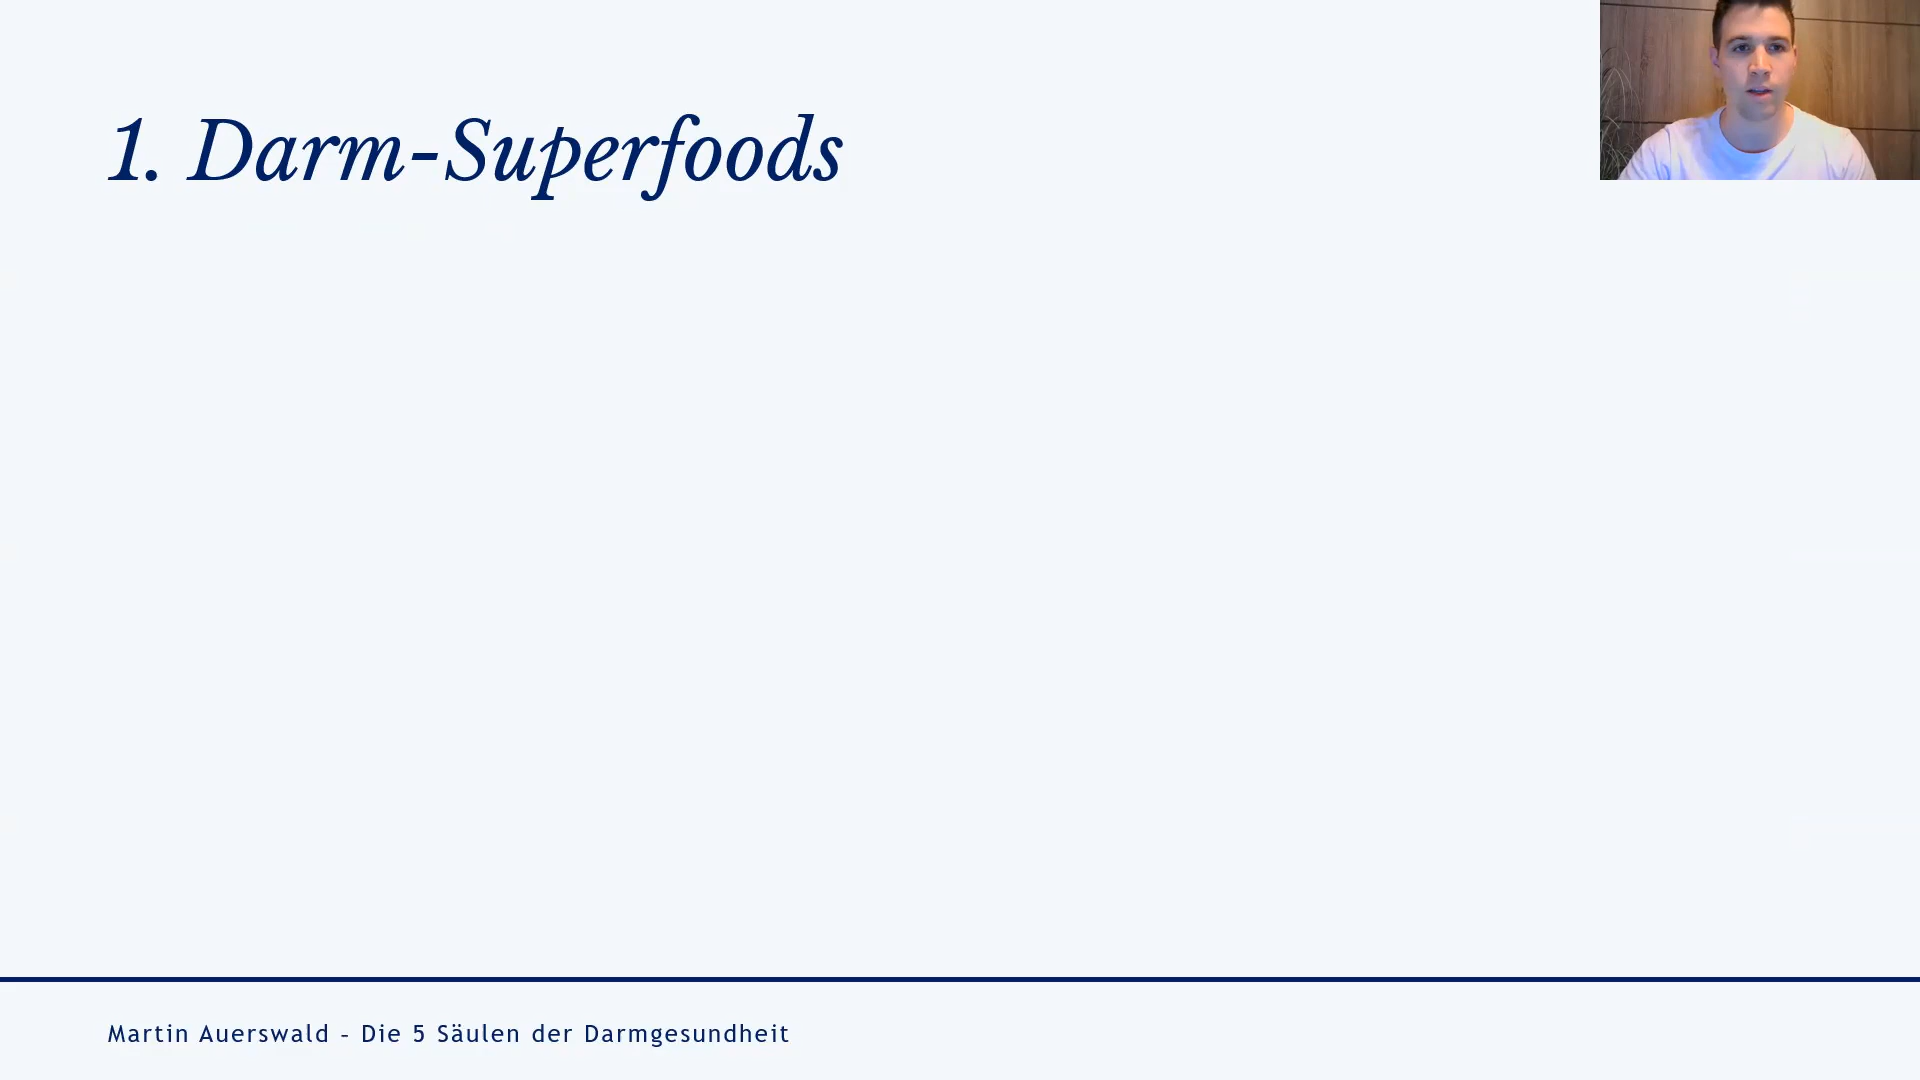 1. Darm-Superfoods
Martin Auerswald – Die 5 Säulen der Darmgesundheit